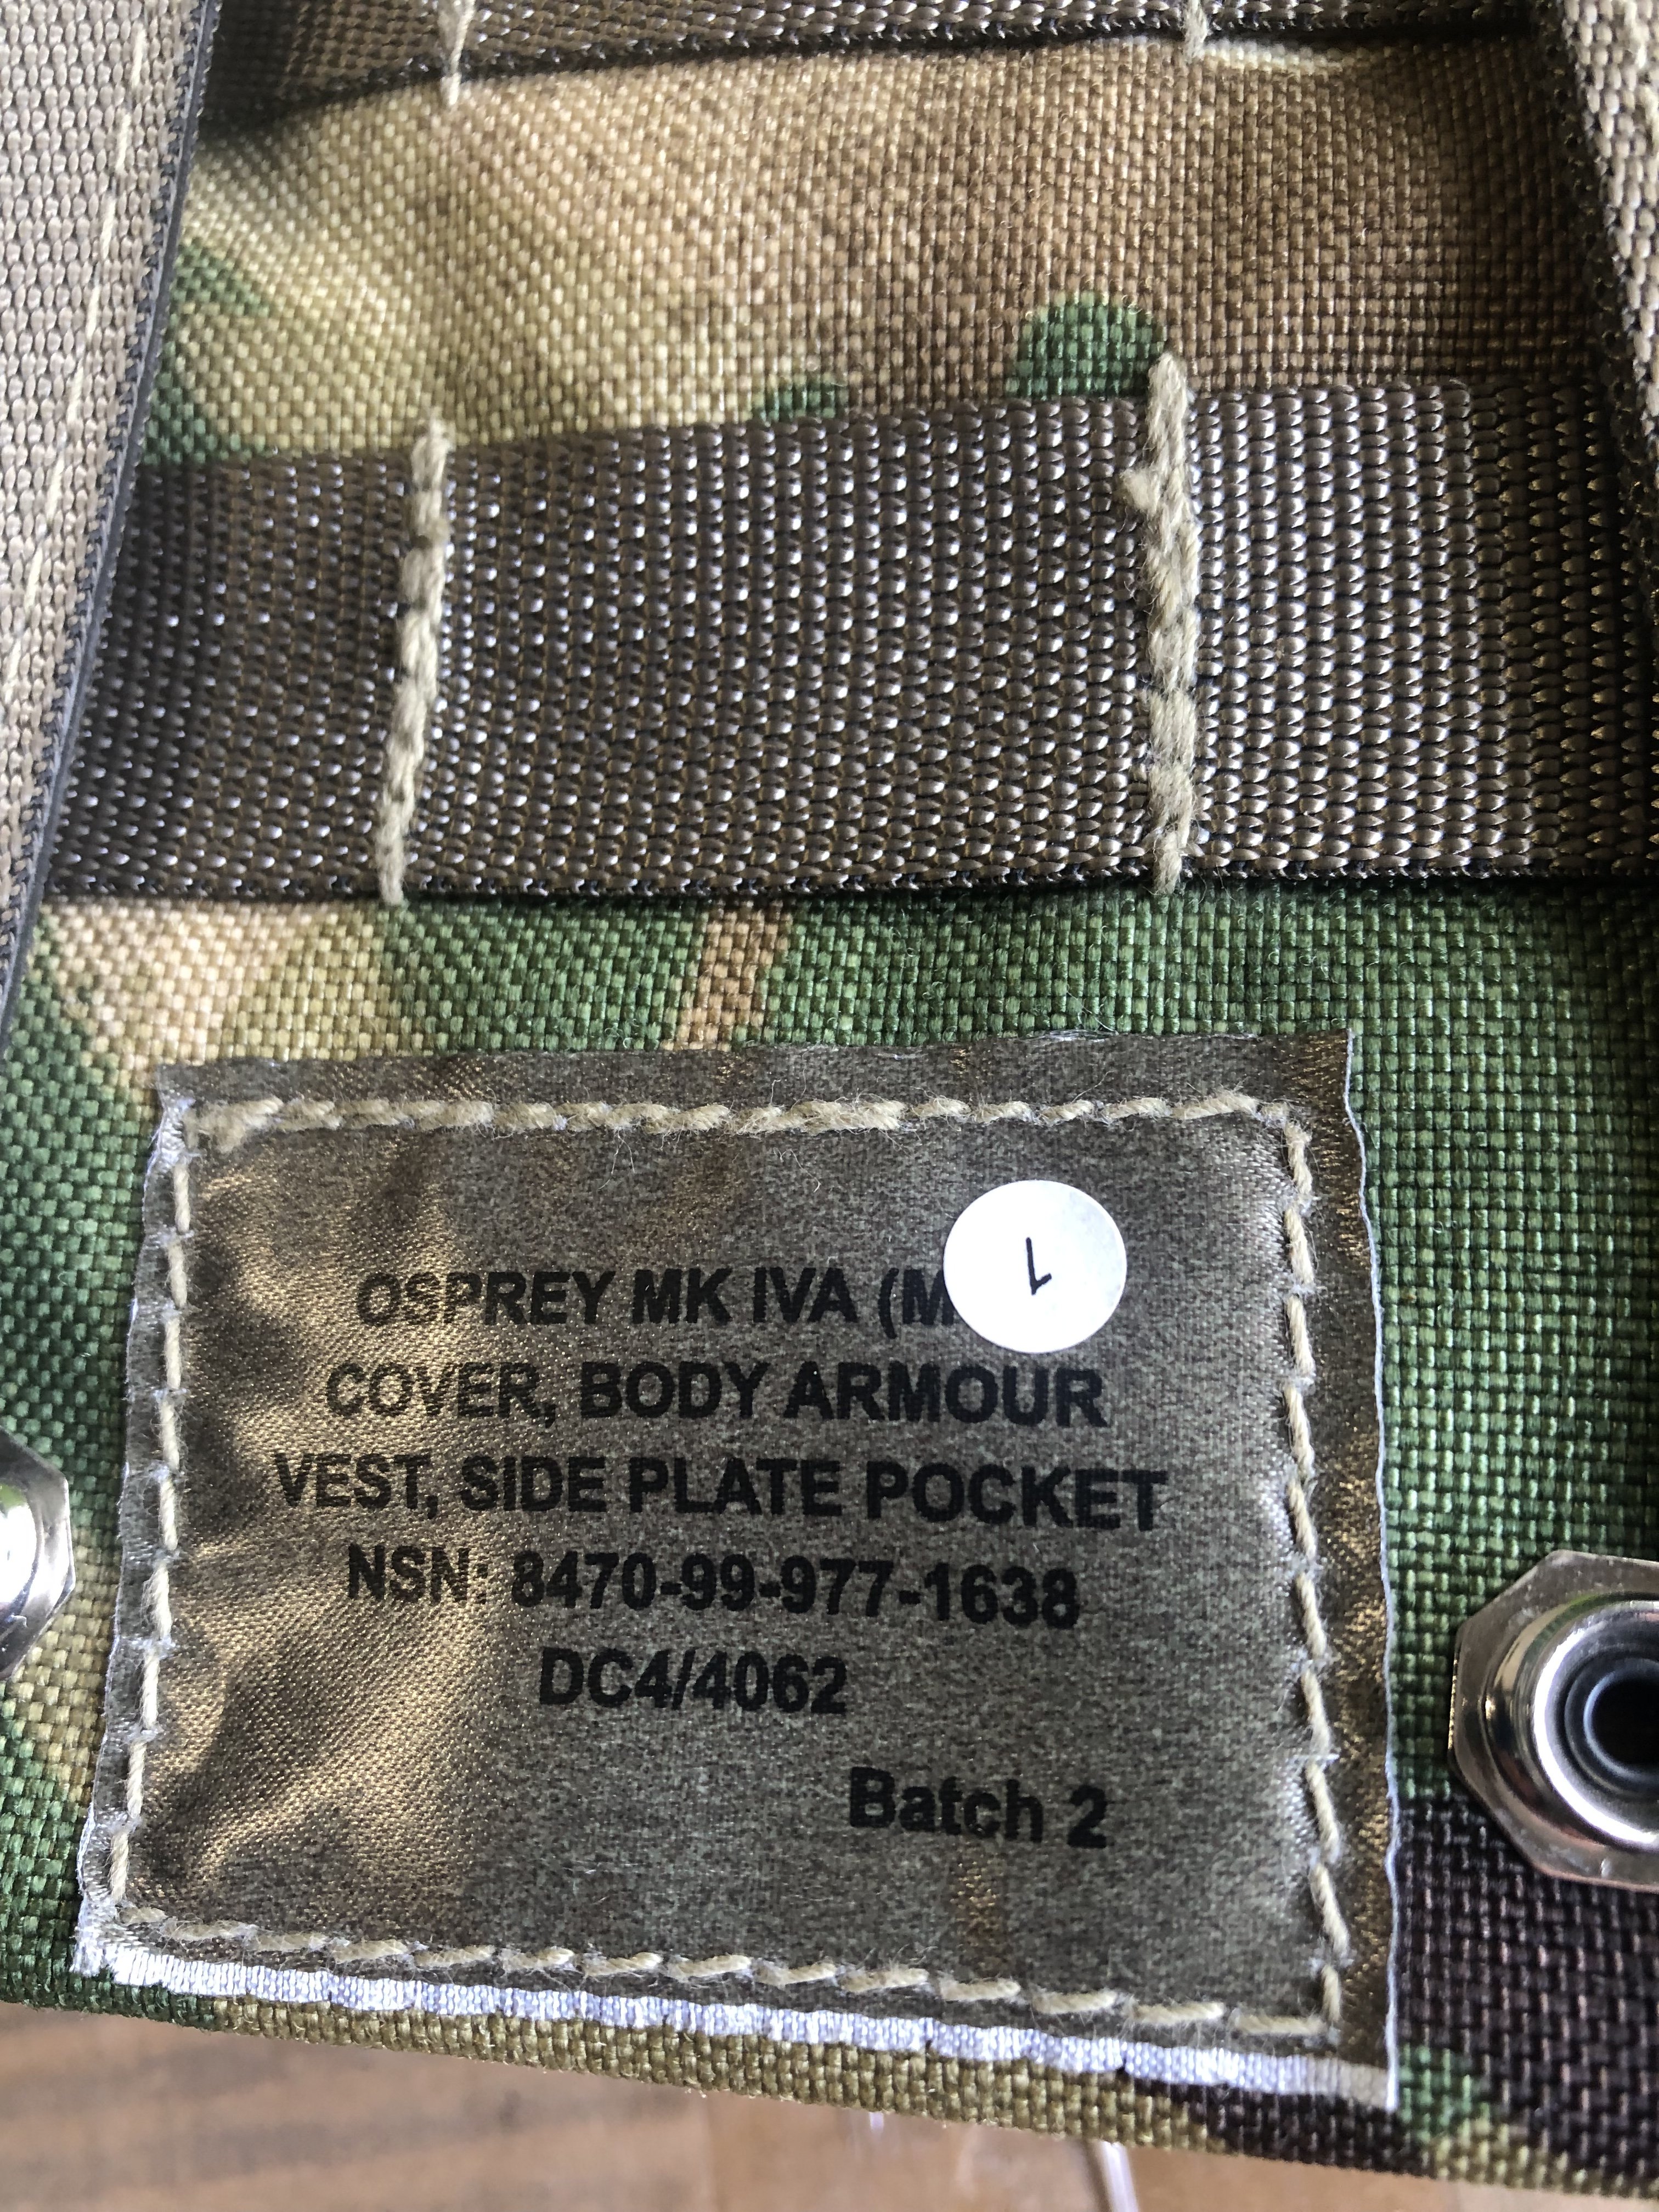 OSPREY MK IVA (M
1
COVER, BODY ARMOUR
VEST, SIDE PLATE POCKET
NSN: 8470-99-977-1638
DC4/4062
Batch 2